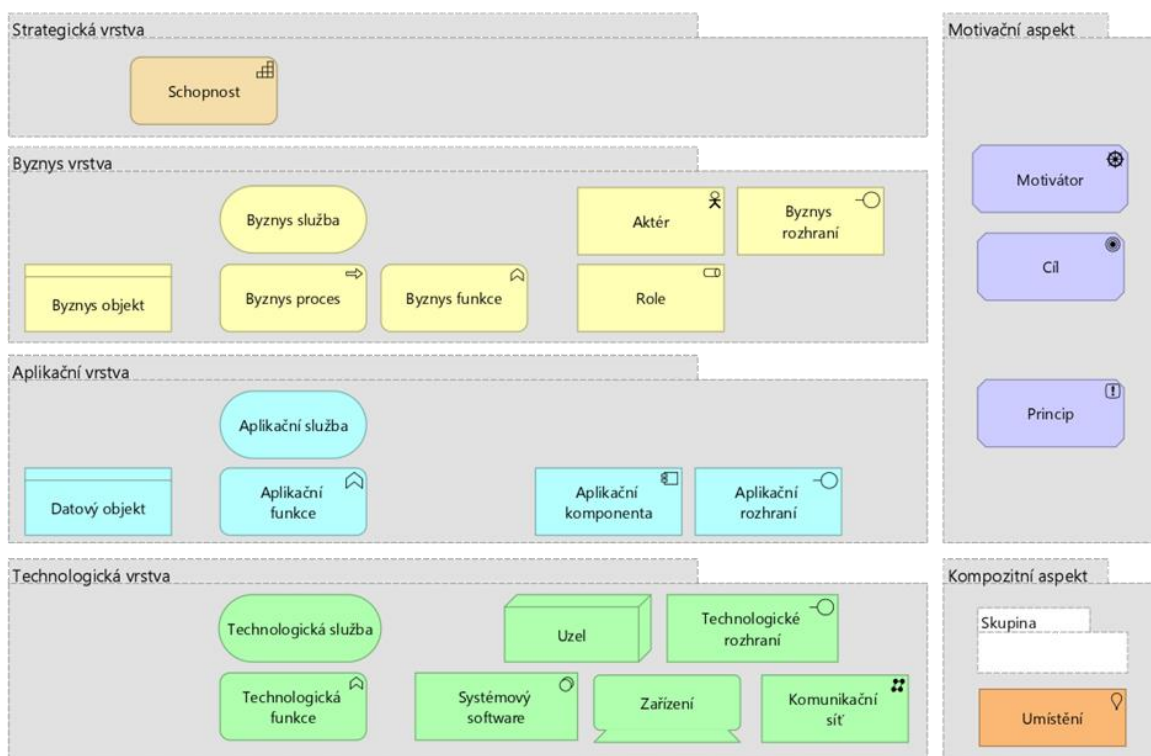 Strategická vrstva
Schopnost
Byznys vrstva
Byznys služba
Aktér
Byznys
rozhraní
Byznys objekt
Byznys proces
Byznys funkce
Role
Aplikační vrstva
Aplikační služba
Datový objekt
Aplikační
funkce
Aplikační
komponenta
Aplikační
rozhraní
Technologická vrstva
Technologická služba
Uzel
Technologické
rozhraní
Technologická
funkce
Systémový
software
Zařízení
Komunikační
síť
Motivační aspekt
Motivátor
Cíl
Princip
Kompozitní aspekt
Skupina
Umístění